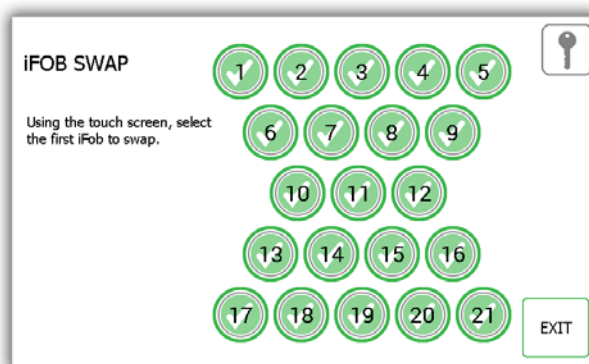 iFOB SWAP
Using the touch screen, select
the first iFob to swap.
1 2 3 4 5
6 7 8 9
10 11 12
13 14 15 16
17 18 19 20 21
EXIT